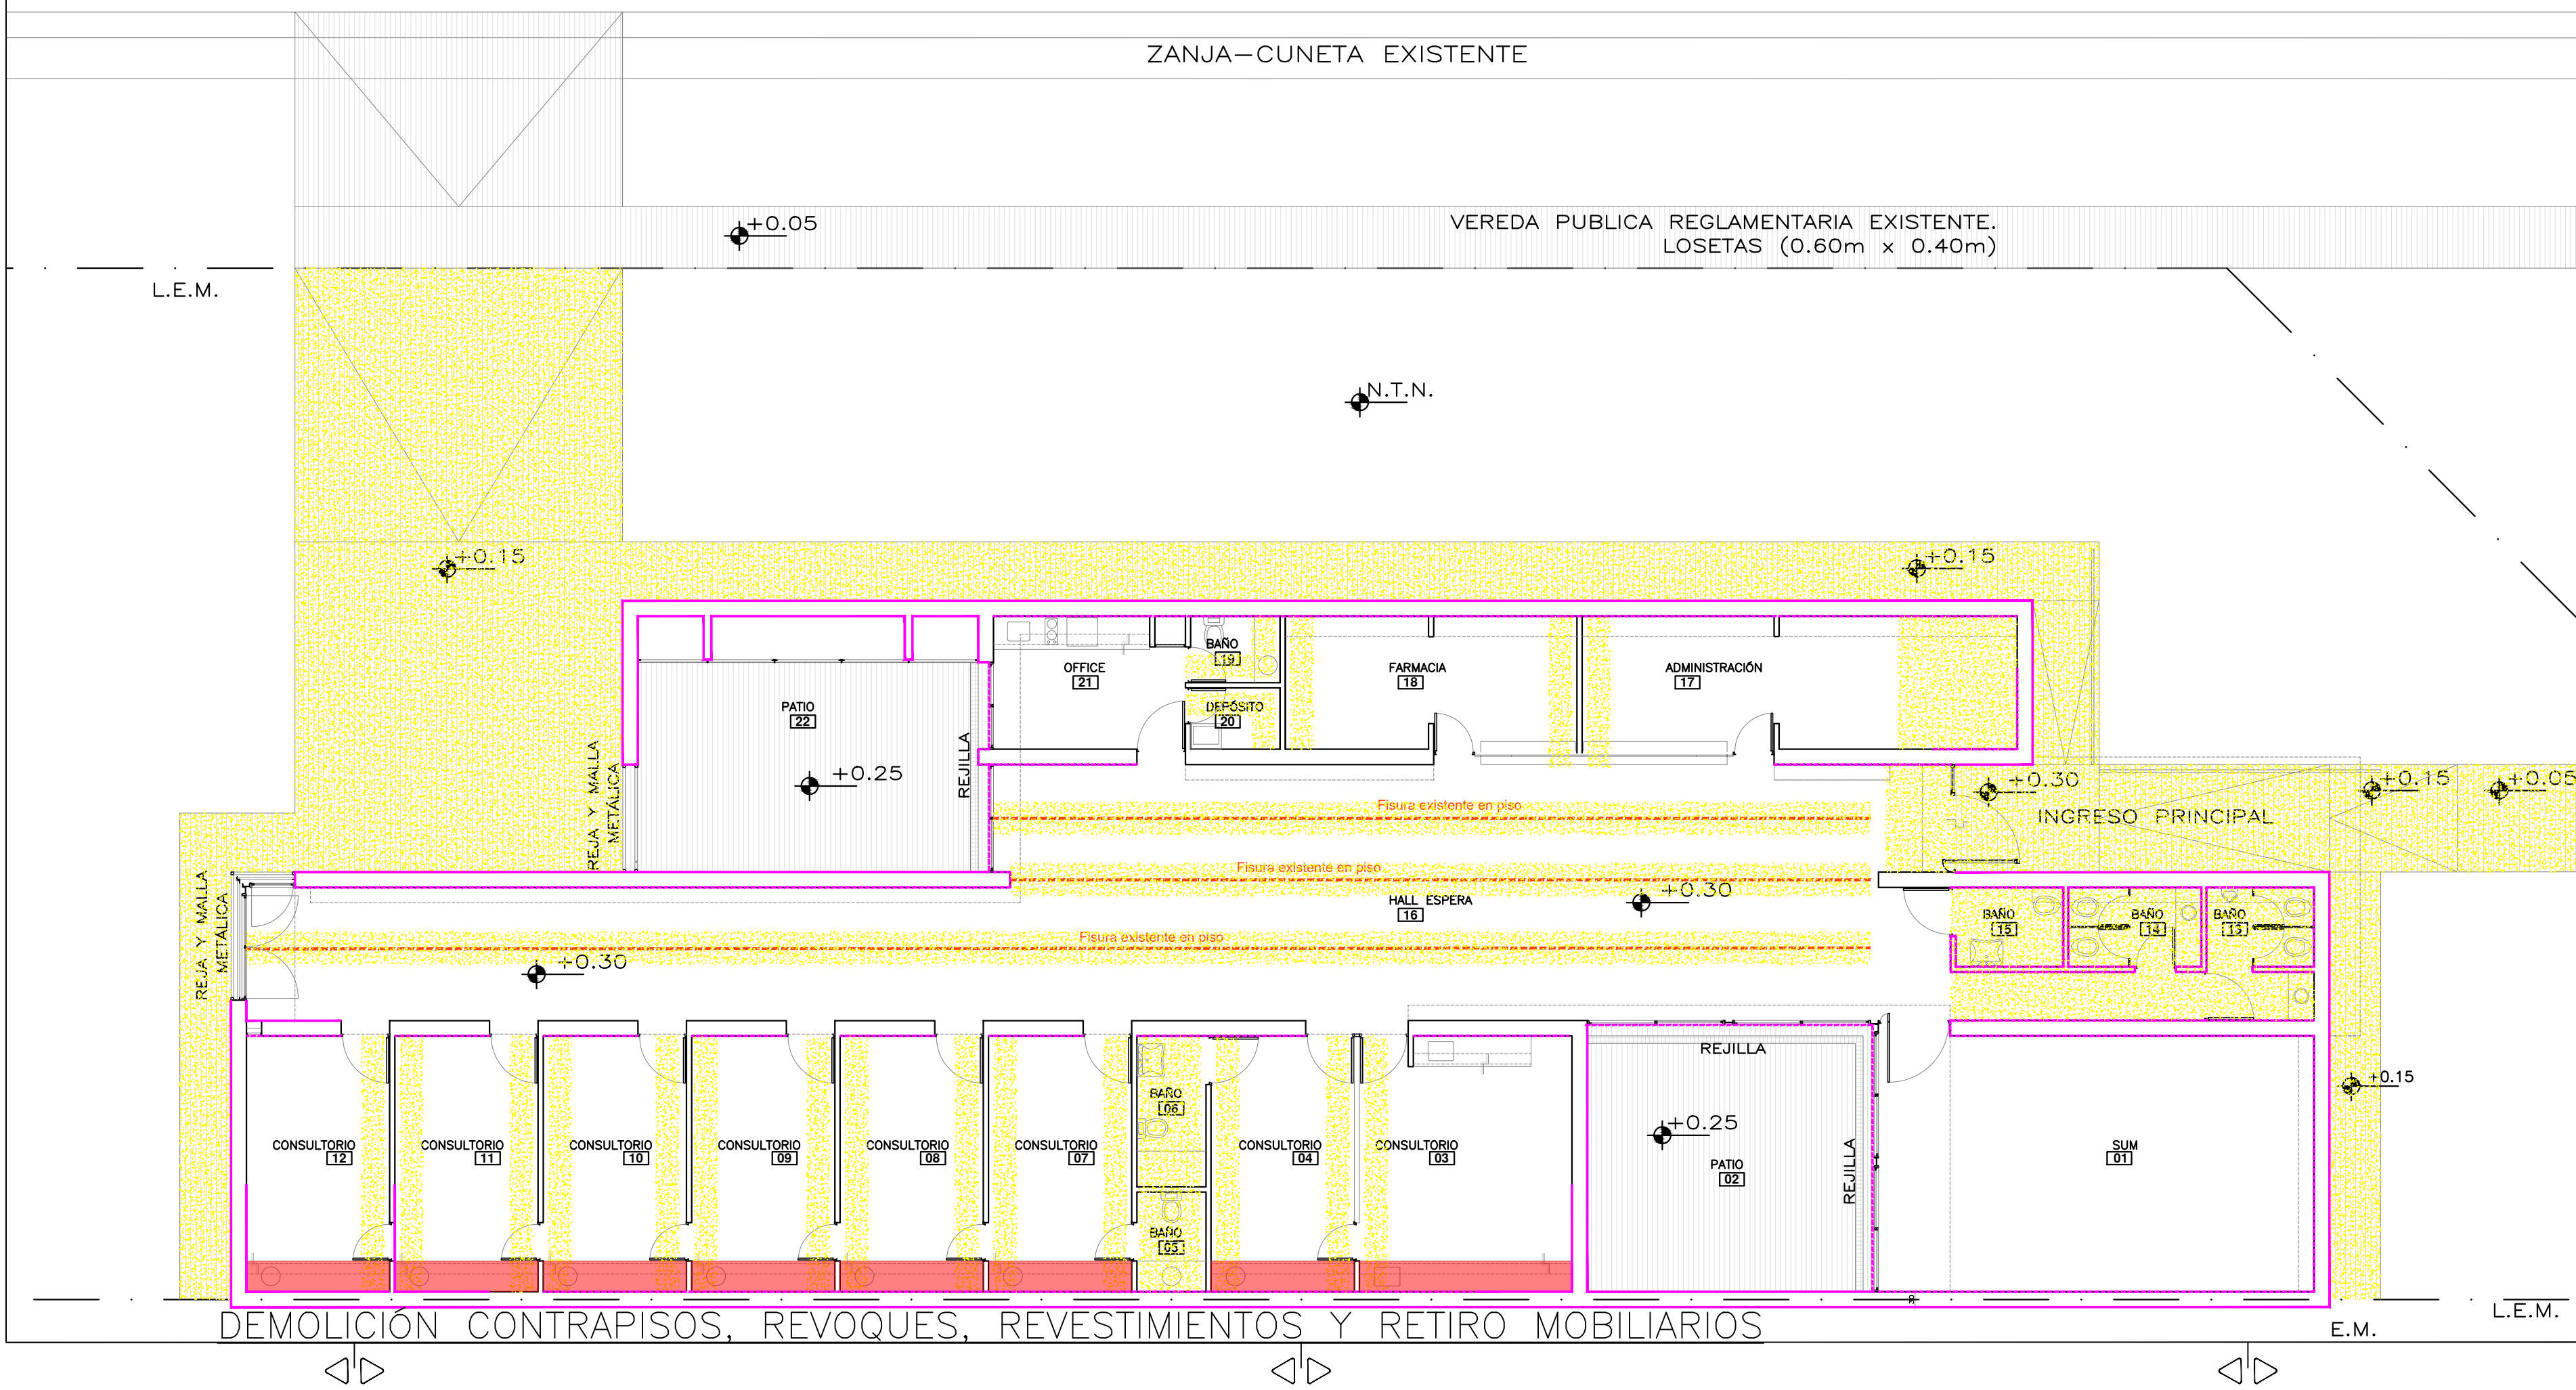 ZANJA-CUNETA EXISTENTE
+0.05
VEREDA PUBLICA REGLAMENTARIA EXISTENTE.
LOSETAS (0.60m x 0.40m)
L.E.M.
N.T.N.
+0.15
+0.15
BAÑO
19
OFFICE
21
FARMACIA
18
ADMINISTRACIÓN
17
PATIO
22
DEPÓSITO
20
REJILLA
REJA Y MALLA
METÁLICA
+0.25
+0.30
+0.15
+0.05
INGRESO PRINCIPAL
Fisura existente en piso
Fisura existente en piso
+0.30
HALL ESPERA
16
REJA Y MALLA
METÁLICA
BAÑO
15
BAÑO
14
BAÑO
13
Fisura existente en piso
+0.30
REJILLA
+0.15
BAÑO
06
+0.25
CONSULTORIO
12
CONSULTORIO
11
CONSULTORIO
10
CONSULTORIO
09
CONSULTORIO
08
CONSULTORIO
07
CONSULTORIO
04
CONSULTORIO
03
PATIO
02
REJILLA
SUM
01
BAÑO
05
L.E.M.
E.M.
DEMOLICIÓN CONTRAPISOS, REVOQUES, REVESTIMIENTOS Y RETIRO MOBILIARIOS